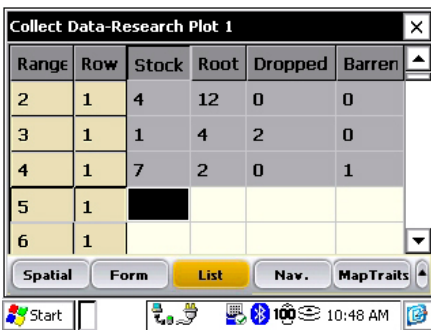 Collect Data-Research Plot 1
Range Row Stock Root Dropped Barren
2 1 4 12 0 0
3 1 1 4 2 0
4 1 7 2 0 1
5 1
6 1
Spatial Form List Nav. MapTraits
Start 100 10:48 AM